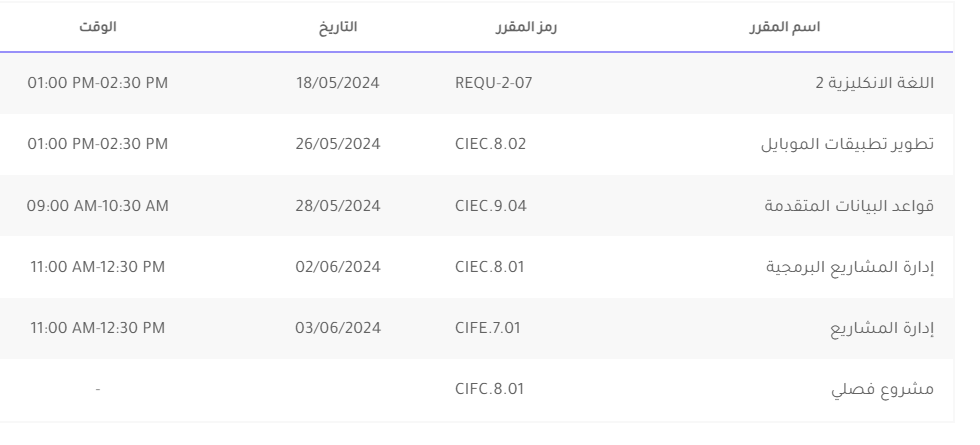 اسم المقرر رمز المقرر التاريخ الوقت
اللغة الانكليزية 2 REQU-2-07 18/05/2024 01:00 PM-02:30 PM
تطوير تطبيقات الموبايل CIEC.8.02 26/05/2024 01:00 PM-02:30 PM
قواعد البيانات المتقدمة CIEC.9.04 28/05/2024 09:00 AM-10:30 AM
إدارة المشاريع البرمجية CIEC.8.01 02/06/2024 11:00 AM-12:30 PM
إدارة المشاريع CIFE.7.01 03/06/2024 11:00 AM-12:30 PM
مشروع فصلي CIFC.8.01 -